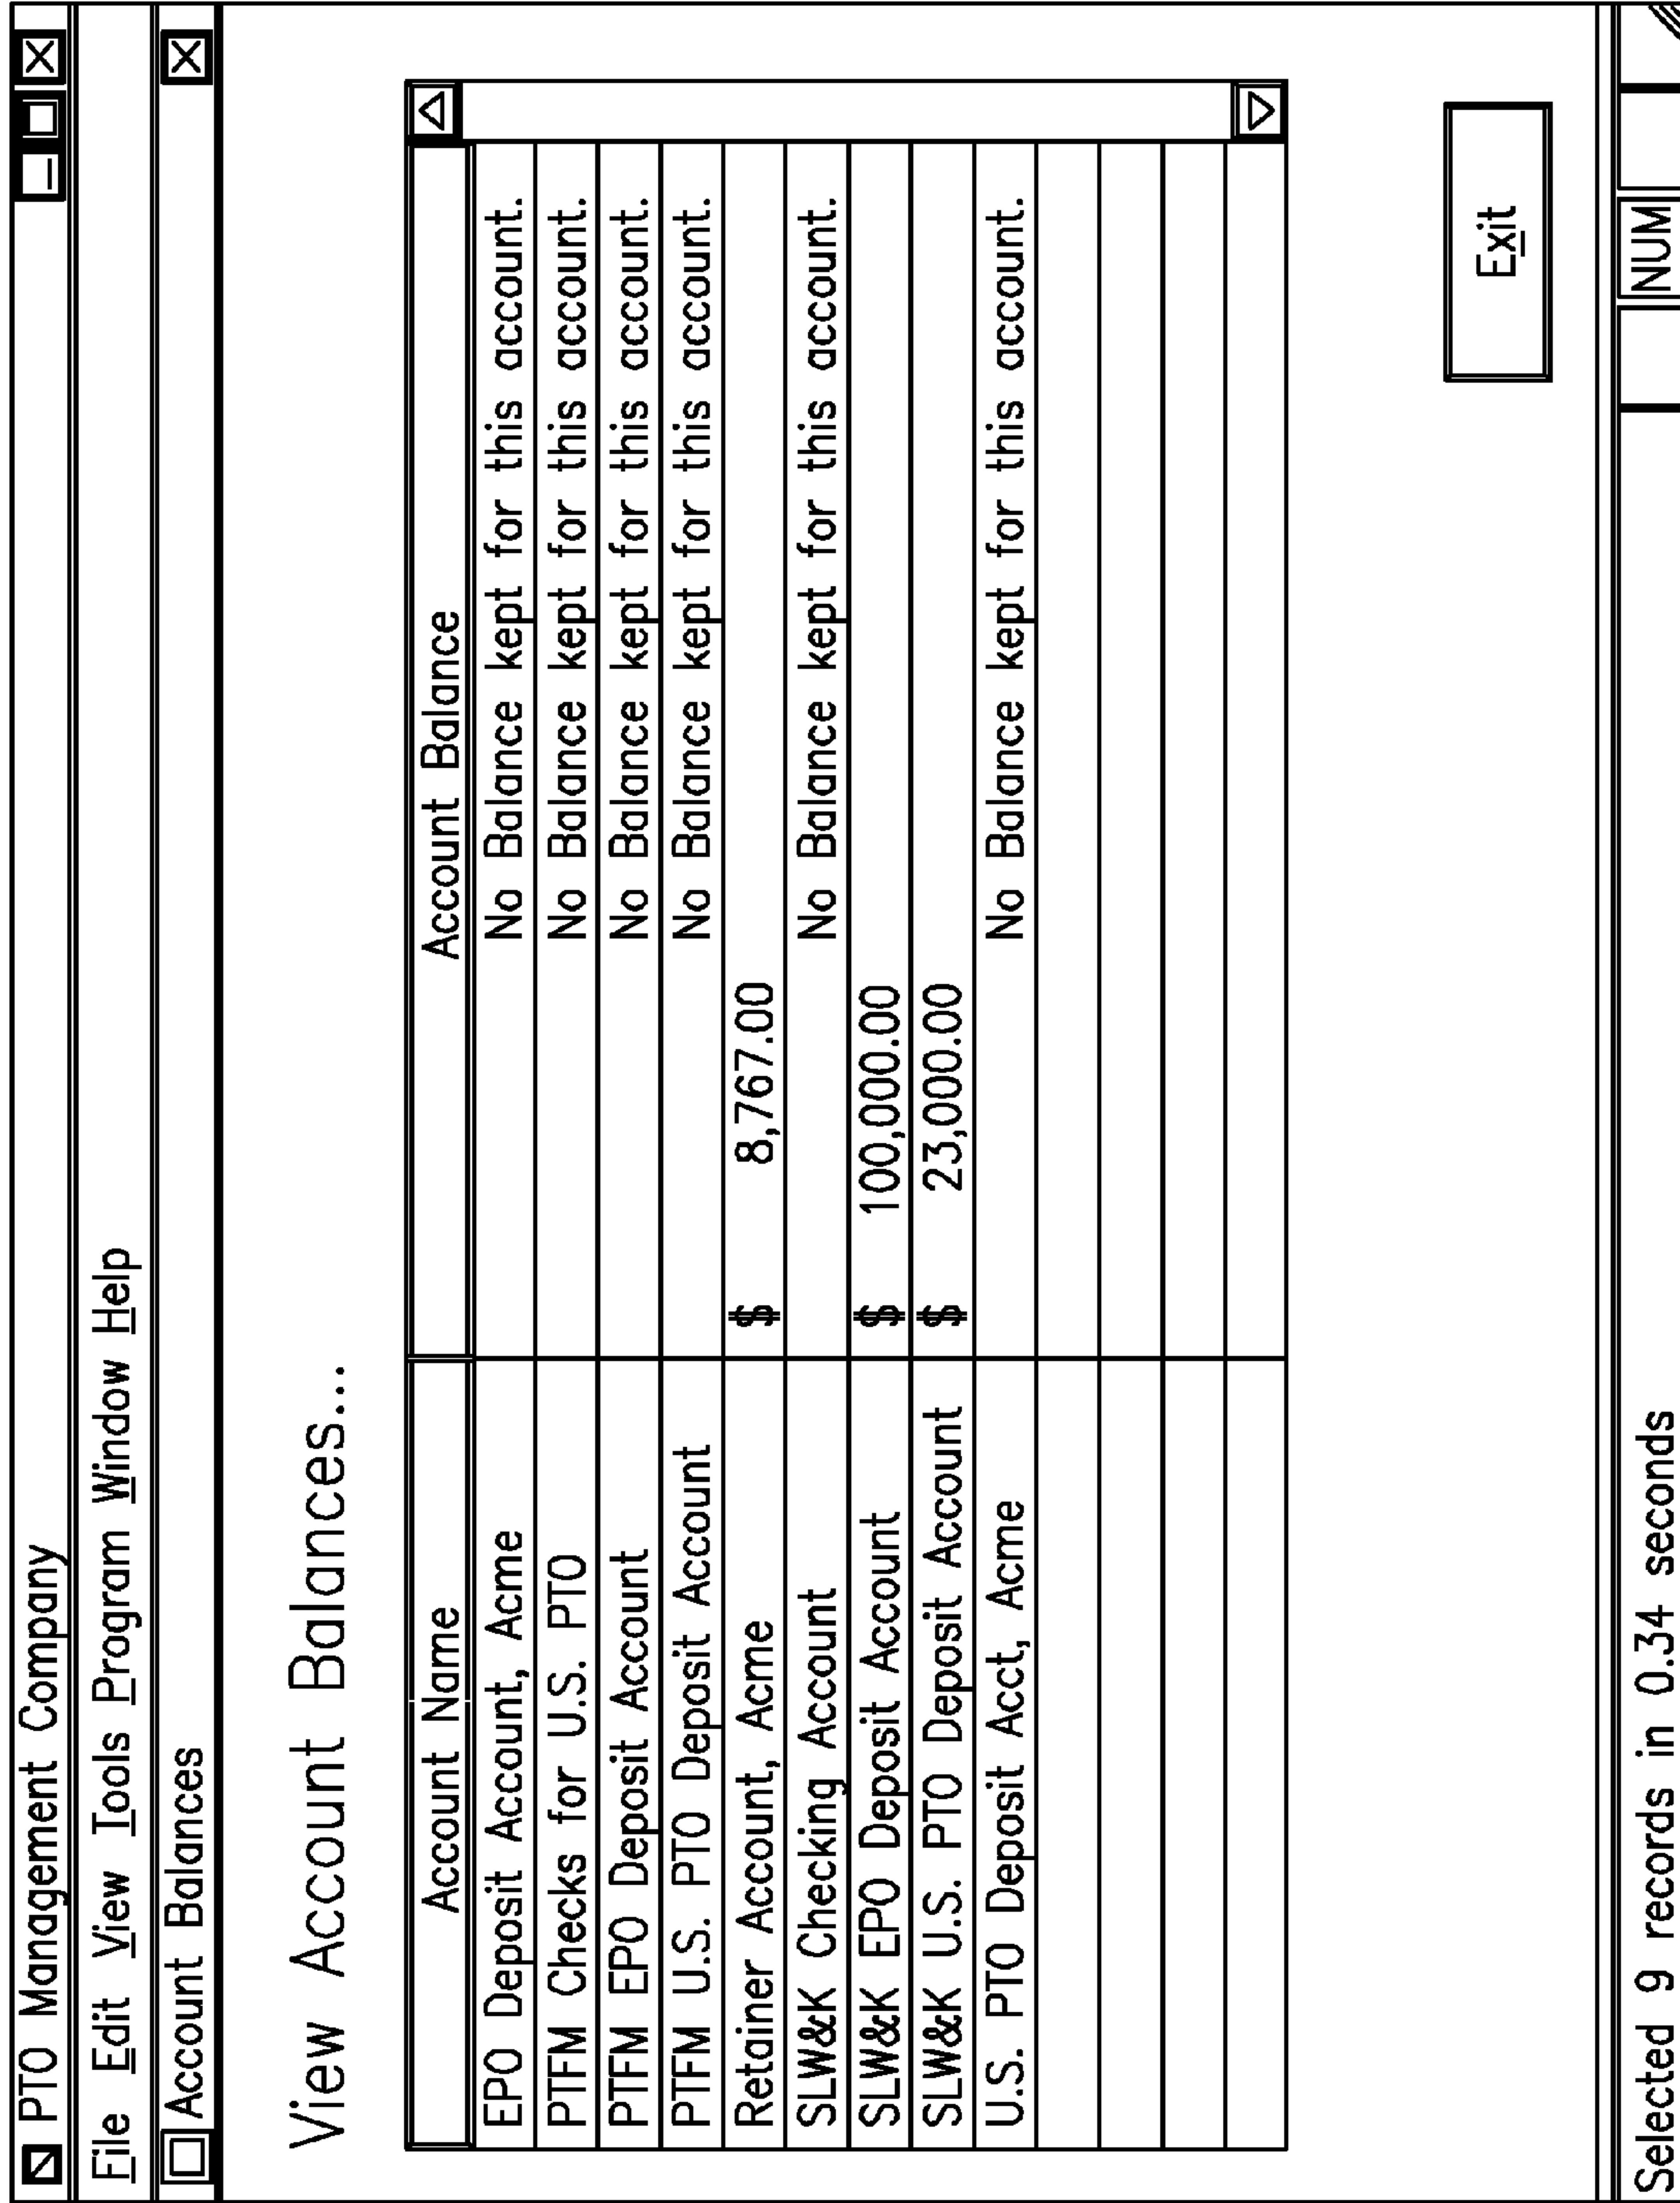 PTO Management Company
File Edit View Tools Program Window Help
Account Balances
View Account Balances...
Account Name Account Balance
EPO Deposit Account, Acme No Balance kept for this account.
PTFM Checks for U.S. PTO No Balance kept for this account.
PTFM EPO Deposit Account No Balance kept for this account.
PTFM U.S. PTO Deposit Account No Balance kept for this account.
Retainer Account, Acme $ 8,767.00
SLW&K Checking Account No Balance kept for this account.
SLW&K EPO Deposit Account $ 100,000.00
SLW&K U.S. PTO Deposit Account $ 23,000.00
U.S. PTO Deposit Acct, Acme No Balance kept for this account.
Exit
Selected 9 records in 0.34 seconds NUM